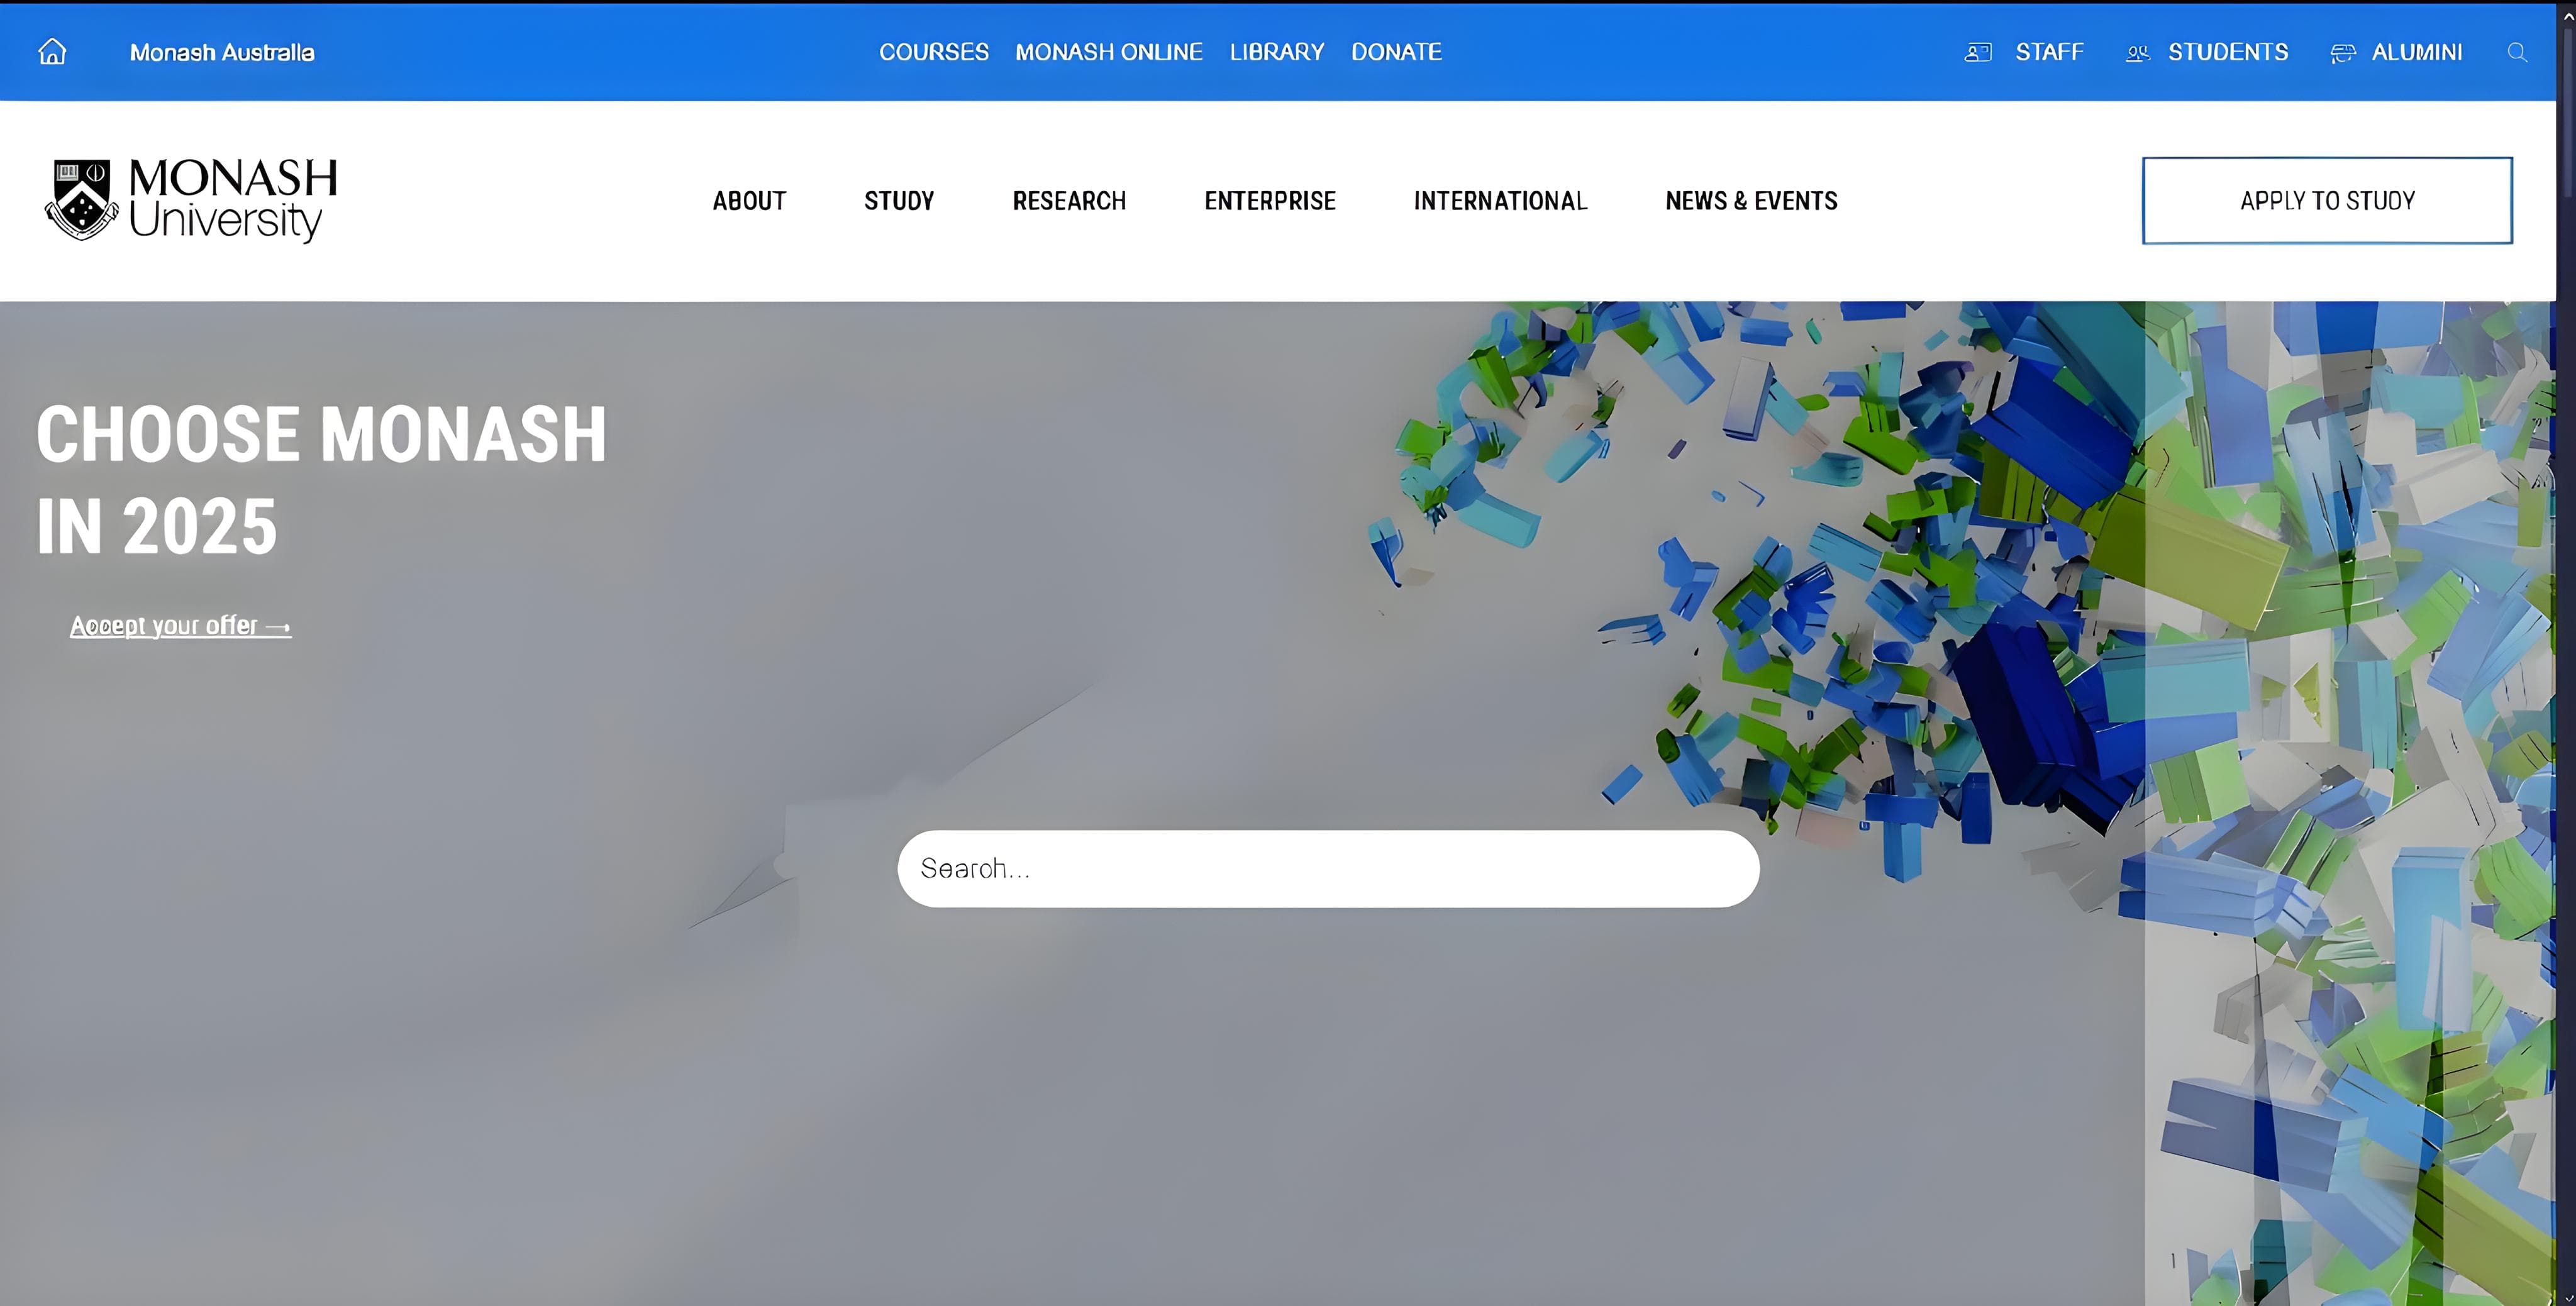 Monash Australia
COURSES MONASH ONLINE LIBRARY DONATE
STAFF STUDENTS ALUMINI
MONASH
University
ABOUT STUDY RESEARCH ENTERPRISE INTERNATIONAL NEWS & EVENTS
APPLY TO STUDY
CHOOSE MONASH
IN 2025
Accept your offer →
Search...